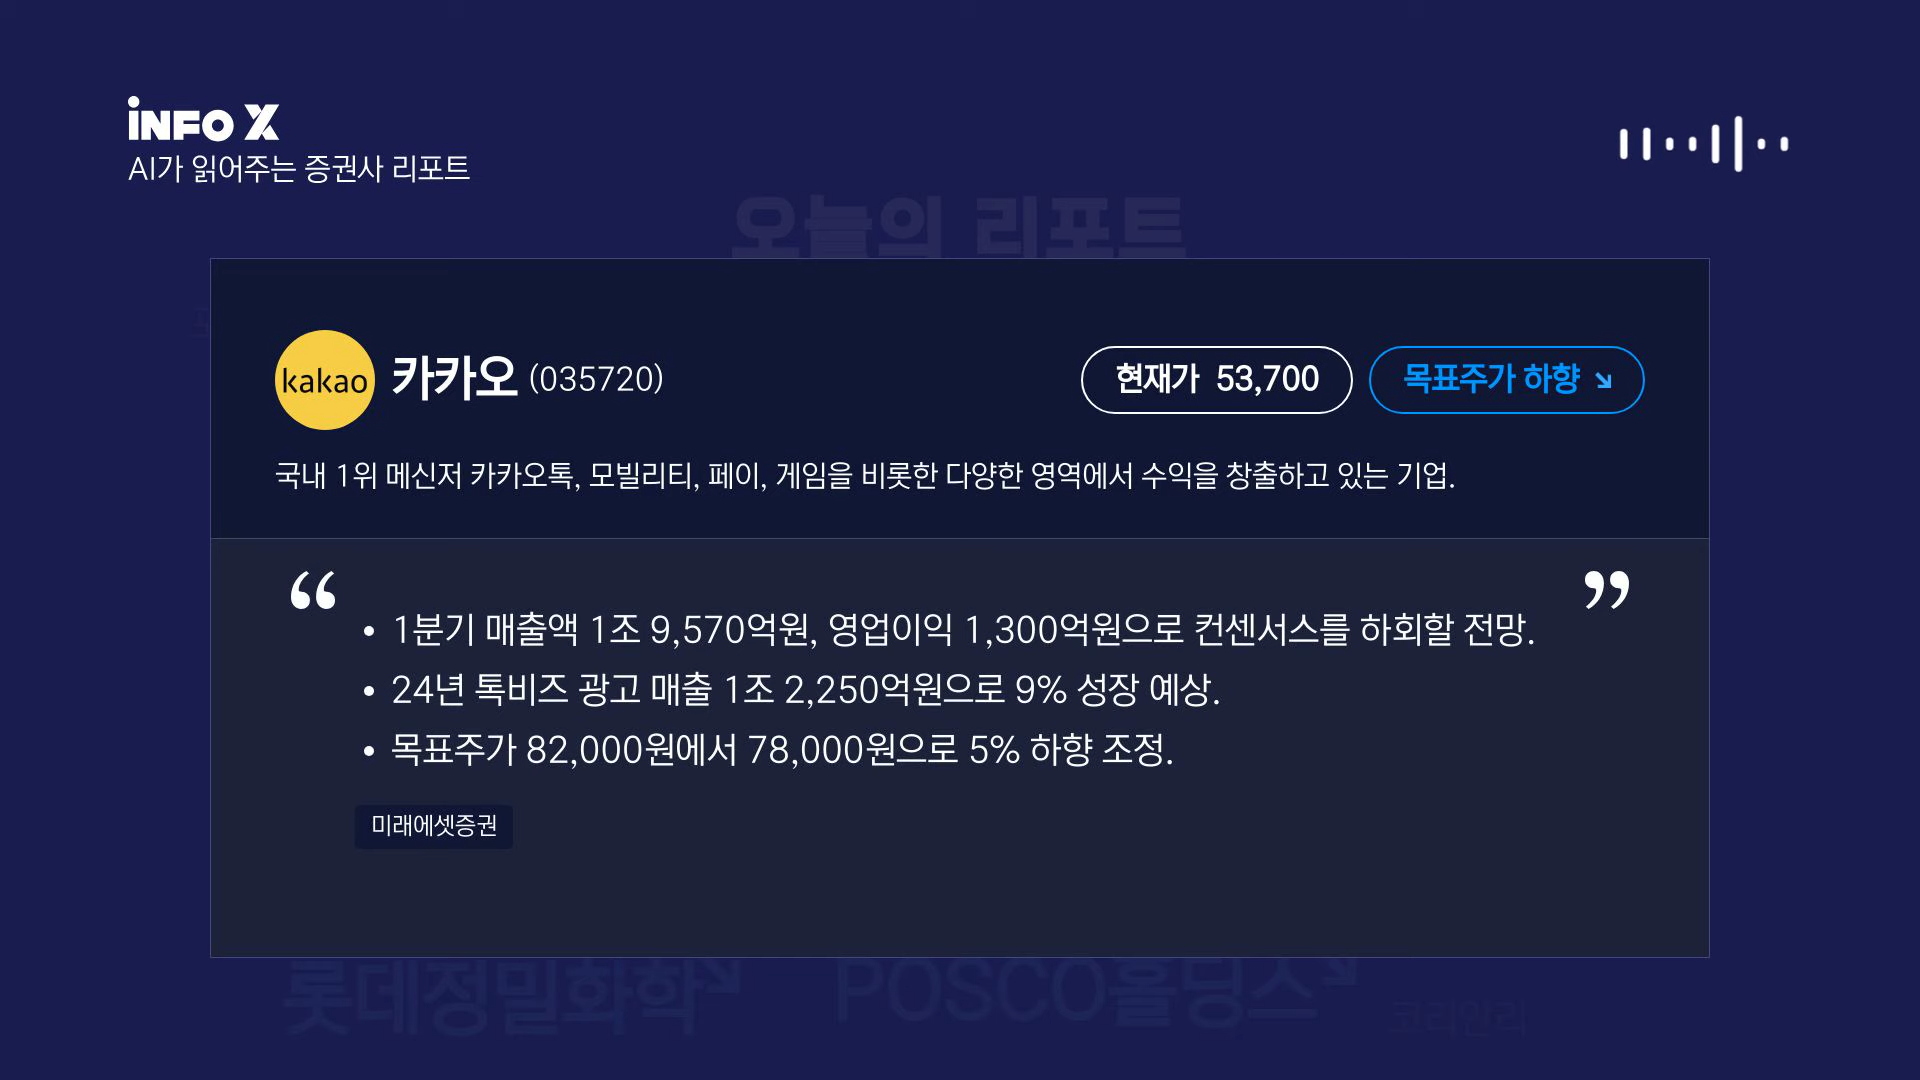 iNFO X
AI가 읽어주는 증권사 리포트
오늘의 리포트
kakao
카카오 (035720)
현재가 53,700
목표주가 하향 ↘
국내 1위 메신저 카카오톡, 모빌리티, 페이, 게임을 비롯한 다양한 영역에서 수익을 창출하고 있는 기업.
“ ”
• 1분기 매출액 1조 9,570억원, 영업이익 1,300억원으로 컨센서스를 하회할 전망.
• 24년 톡비즈 광고 매출 1조 2,250억원으로 9% 성장 예상.
• 목표주가 82,000원에서 78,000원으로 5% 하향 조정.
미래에셋증권
롯데정밀화학↘
POSCO홀딩스↘
코리안리